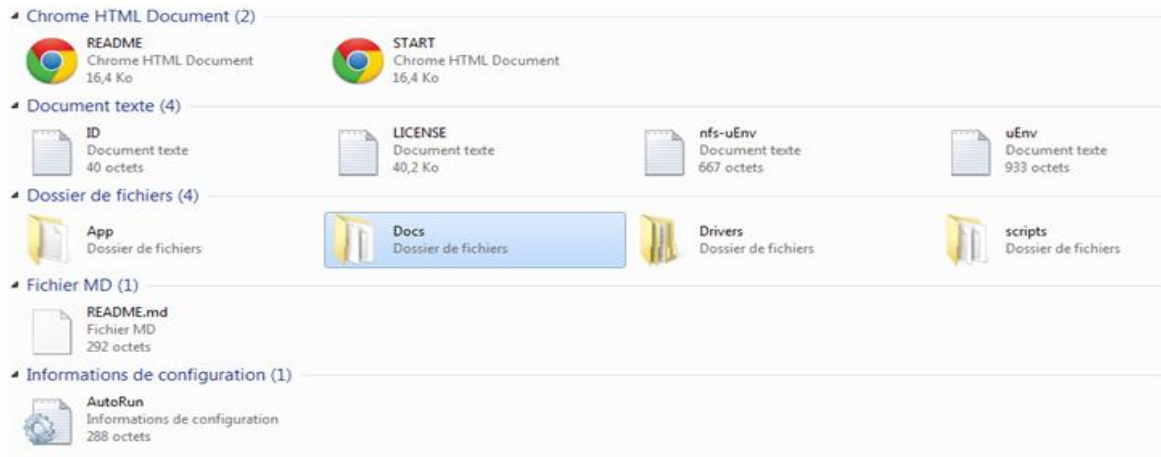 Chrome HTML Document (2)
README
Chrome HTML Document
16,4 Ko
START
Chrome HTML Document
16,4 Ko
Document texte (4)
ID
Document texte
40 octets
LICENSE
Document texte
40,2 Ko
nfs-uEnv
Document texte
667 octets
uEnv
Document texte
933 octets
Dossier de fichiers (4)
App
Dossier de fichiers
Docs
Dossier de fichiers
Drivers
Dossier de fichiers
scripts
Dossier de fichiers
Fichier MD (1)
README.md
Fichier MD
292 octets
Informations de configuration (1)
AutoRun
Informations de configuration
288 octets